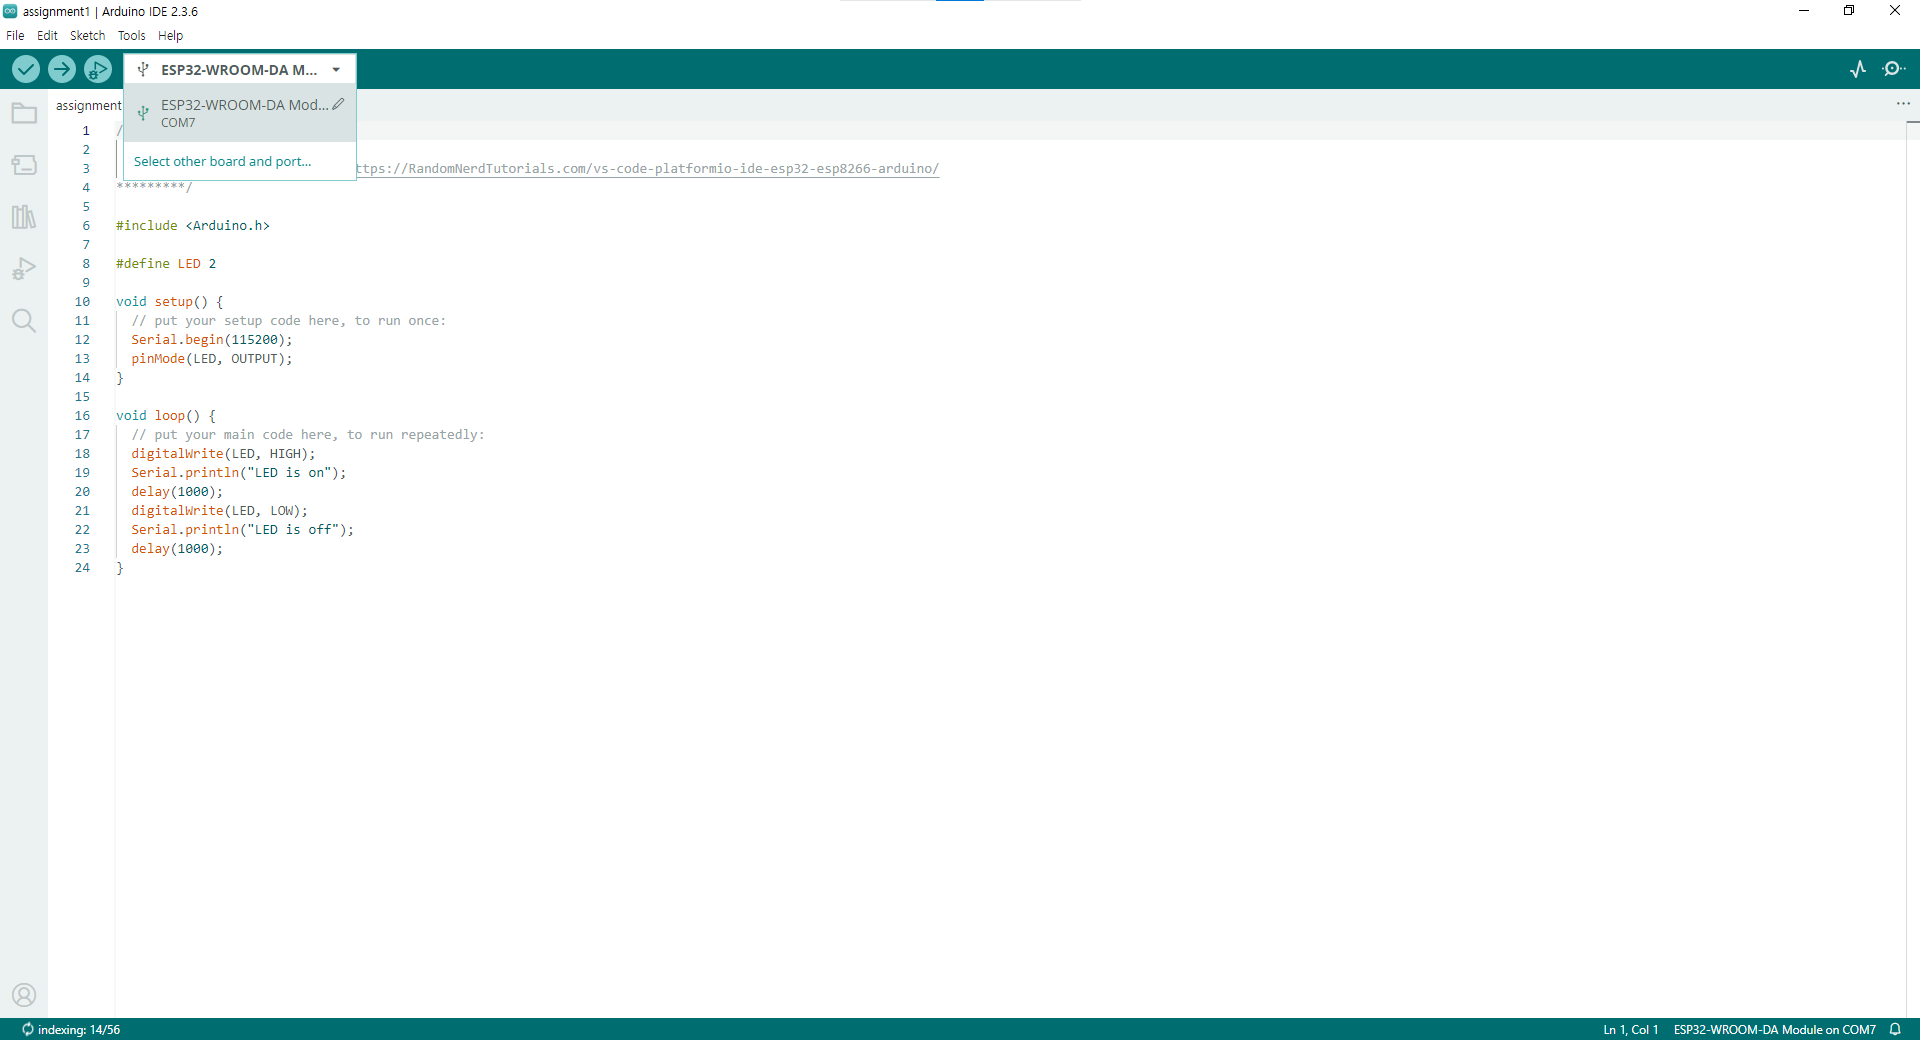 assignment1 | Arduino IDE 2.3.6
File Edit Sketch Tools Help
ESP32-WROOM-DA M...
ESP32-WROOM-DA Mod...
COM7
Select other board and port...
assignment
1 /
2
3 ttps://RandomNerdTutorials.com/vs-code-platformio-ide-esp32-esp8266-arduino/
4 *********/
5
6 #include <Arduino.h>
7
8 #define LED 2
9
10 void setup() {
11 // put your setup code here, to run once:
12 Serial.begin(115200);
13 pinMode(LED, OUTPUT);
14 }
15
16 void loop() {
17 // put your main code here, to run repeatedly:
18 digitalWrite(LED, HIGH);
19 Serial.println("LED is on");
20 delay(1000);
21 digitalWrite(LED, LOW);
22 Serial.println("LED is off");
23 delay(1000);
24 }
indexing: 14/56
Ln 1, Col 1 ESP32-WROOM-DA Module on COM7